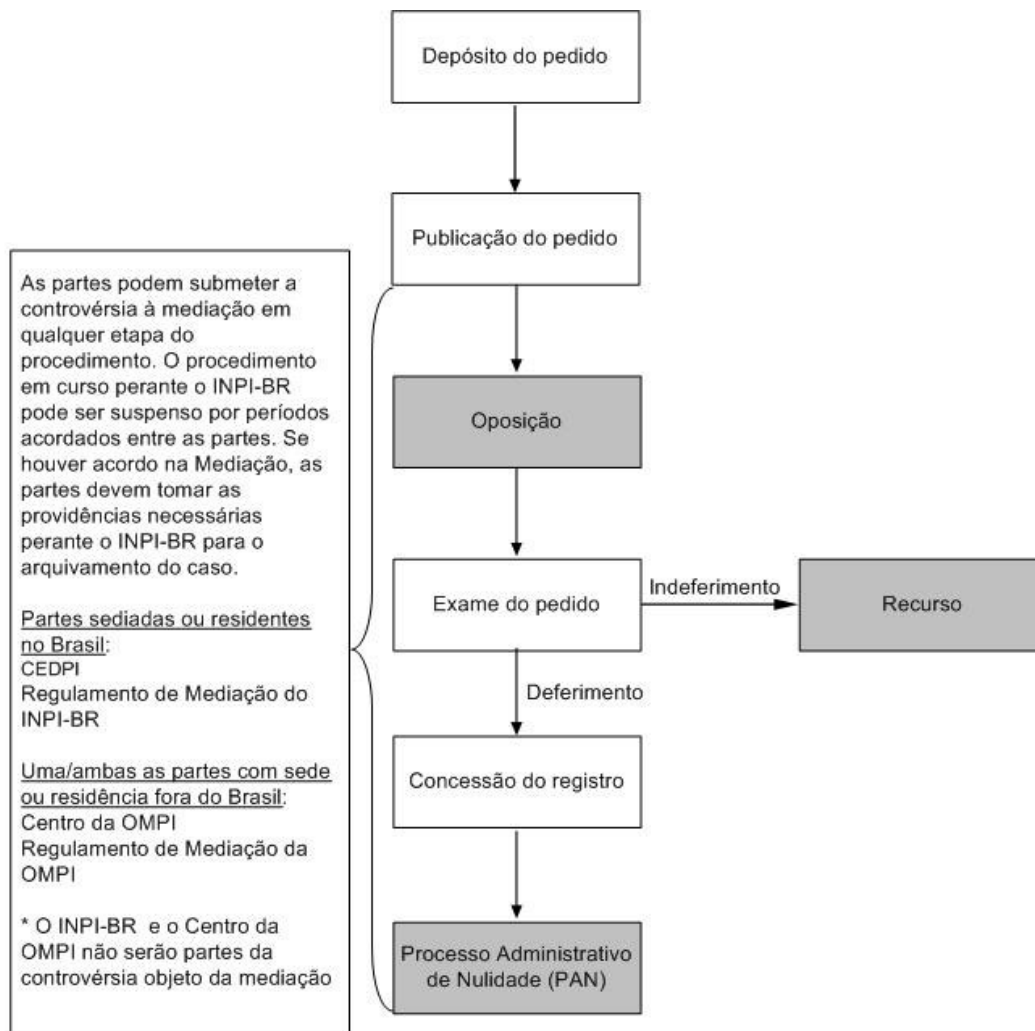 Depósito do pedido
Publicação do pedido
As partes podem submeter a
controvérsia à mediação em
qualquer etapa do
procedimento. O procedimento
em curso perante o INPI-BR
pode ser suspenso por períodos
acordados entre as partes. Se
houver acordo na Mediação, as
partes devem tomar as
providências necessárias
perante o INPI-BR para o
arquivamento do caso.
Partes sediadas ou residentes
no Brasil:
CEDPI
Regulamento de Mediação do
INPI-BR
Uma/ambas as partes com sede
ou residência fora do Brasil:
Centro da OMPI
Regulamento de Mediação da
OMPI
* O INPI-BR e o Centro da
OMPI não serão partes da
controvérsia objeto da mediação
Oposição
Exame do pedido
Indeferimento
Recurso
Deferimento
Concessão do registro
Processo Administrativo
de Nulidade (PAN)